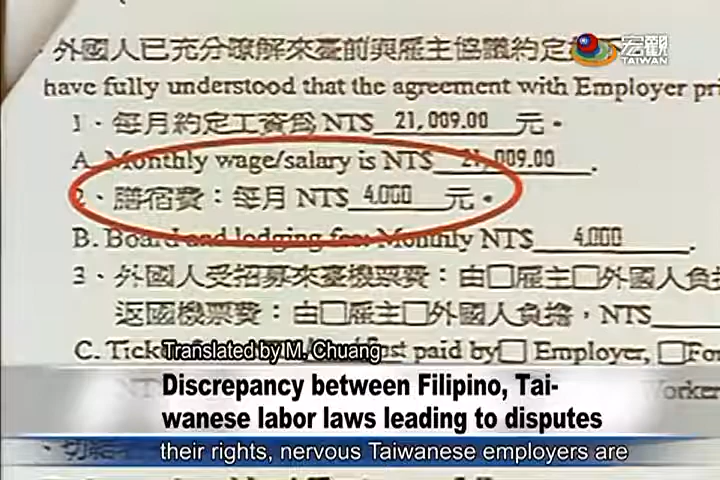 外國人已充分瞭解來臺前與雇主協議約定
宏觀
TAIWAN
have fully understood that the agreement with Employer pri
1、每月約定工資為 NT$ 21,009.00 元。
A. Monthly wage/salary is NT$ 21,009.00 .
2、膳宿費：每月 NT$ 4,000 元。
B. Board and lodging fee: Monthly NT$ 4,000 .
3、外國人受招募來臺機票費：由□雇主□外國人負
返國機票費：由□雇主□外國人負擔，NT$
C. Ticke st paid by□ Employer, □For
Translated by M. Chuang
Discrepancy between Filipino, Tai-
wanese labor laws leading to disputes
Worker
their rights, nervous Taiwanese employers are